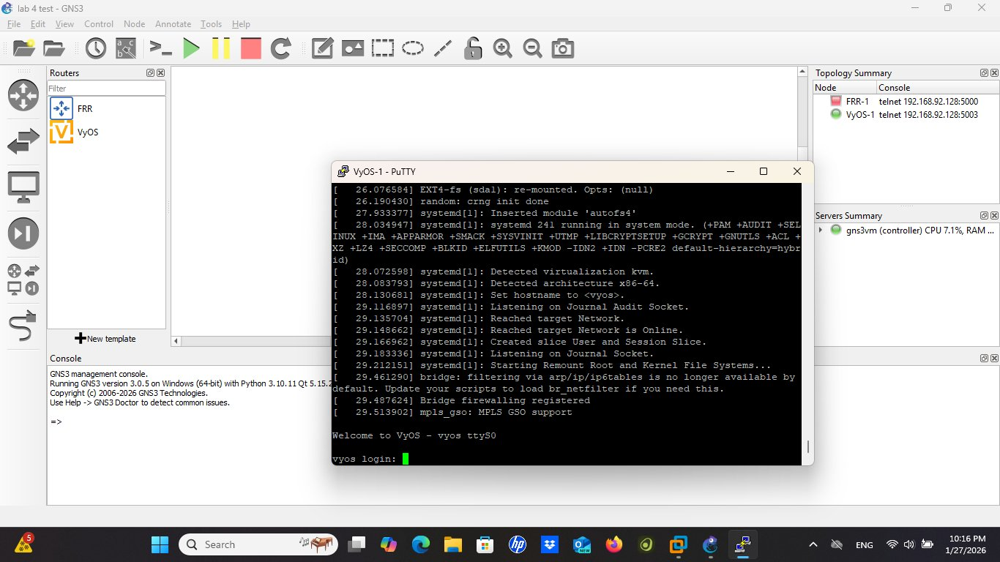 lab 4 test - GNS3
File Edit View Control Node Annotate Tools Help
Routers
Filter
FRR
VyOS
New template
Topology Summary
Node Console
FRR-1 telnet 192.168.92.128:5000
VyOS-1 telnet 192.168.92.128:5003
Servers Summary
gns3vm (controller) CPU 7.1%, RAM ...
VyOS-1 - PuTTY
[   26.076584] EXT4-fs (sda1): re-mounted. Opts: (null)
[   26.190430] random: crng init done
[   27.933377] systemd[1]: Inserted module 'autofs4'
[   28.034947] systemd[1]: systemd 241 running in system mode. (+PAM +AUDIT +SEL
INUX +IMA +APPARMOR +SMACK +SYSVINIT +UTMP +LIBCRYPTSETUP +GCRYPT +GNUTLS +ACL +
XZ +LZ4 +SECCOMP +BLKID +ELFUTILS +KMOD -IDN2 +IDN -PCRE2 default-hierarchy=hybr
id)
[   28.072598] systemd[1]: Detected virtualization kvm.
[   28.083793] systemd[1]: Detected architecture x86-64.
[   28.130681] systemd[1]: Set hostname to <vyos>.
[   29.116897] systemd[1]: Listening on Journal Audit Socket.
[   29.135704] systemd[1]: Reached target Network.
[   29.148662] systemd[1]: Reached target Network is Online.
[   29.166962] systemd[1]: Created slice User and Session Slice.
[   29.183336] systemd[1]: Listening on Journal Socket.
[   29.212151] systemd[1]: Starting Remount Root and Kernel File Systems...
[   29.461290] bridge: filtering via arp/ip/ip6tables is no longer available by
default. Update your scripts to load br_netfilter if you need this.
[   29.487624] Bridge firewalling registered
[   29.513902] mpls_gso: MPLS GSO support
Welcome to VyOS - vyos ttyS0
vyos login:
Console
GNS3 management console.
Running GNS3 version 3.0.5 on Windows (64-bit) with Python 3.10.11 Qt 5.15.2
Copyright (c) 2006-2026 GNS3 Technologies.
Use Help -> GNS3 Doctor to detect common issues.
=>
5
Search
NEW
ENG
10:16 PM
1/27/2026